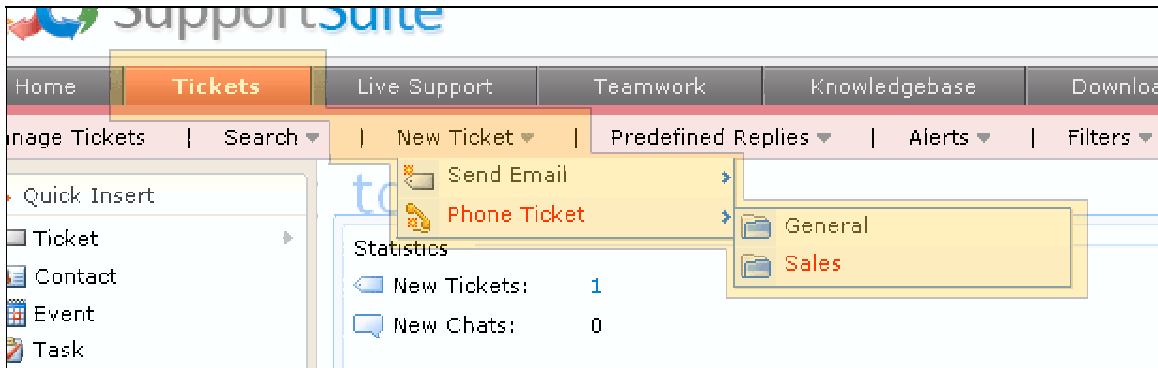 SupportSuite
Home Tickets Live Support Teamwork Knowledgebase
Tickets | Search | New Ticket | Predefined Replies | Alerts | Filters
Send Email
Quick Insert
Phone Ticket
General
Ticket
Statistics
Sales
Contact
New Tickets: 1
Event
New Chats: 0
Task